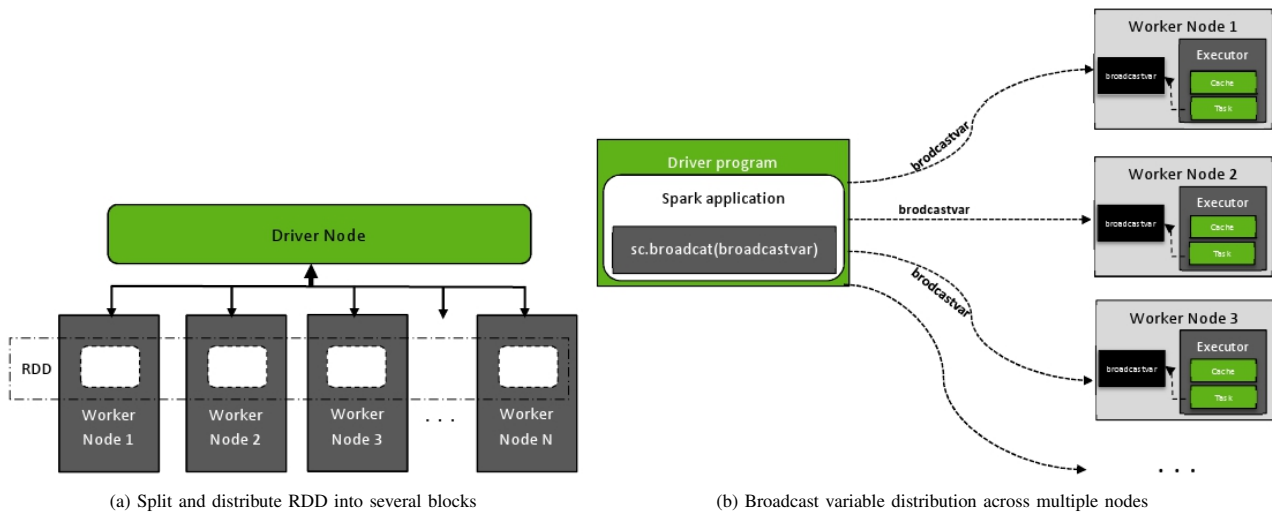 Driver Node
RDD
Worker
Node 1
Worker
Node 2
Worker
Node 3
. . .
Worker
Node N
(a) Split and distribute RDD into several blocks
Driver program
Spark application
sc.broadcat(broadcastvar)
brodcastvar
brodcastvar
brodcastvar
Worker Node 1
Executor
broadcastvar
Cache
Task
Worker Node 2
Executor
broadcastvar
Cache
Task
Worker Node 3
Executor
broadcastvar
Cache
Task
. . .
(b) Broadcast variable distribution across multiple nodes